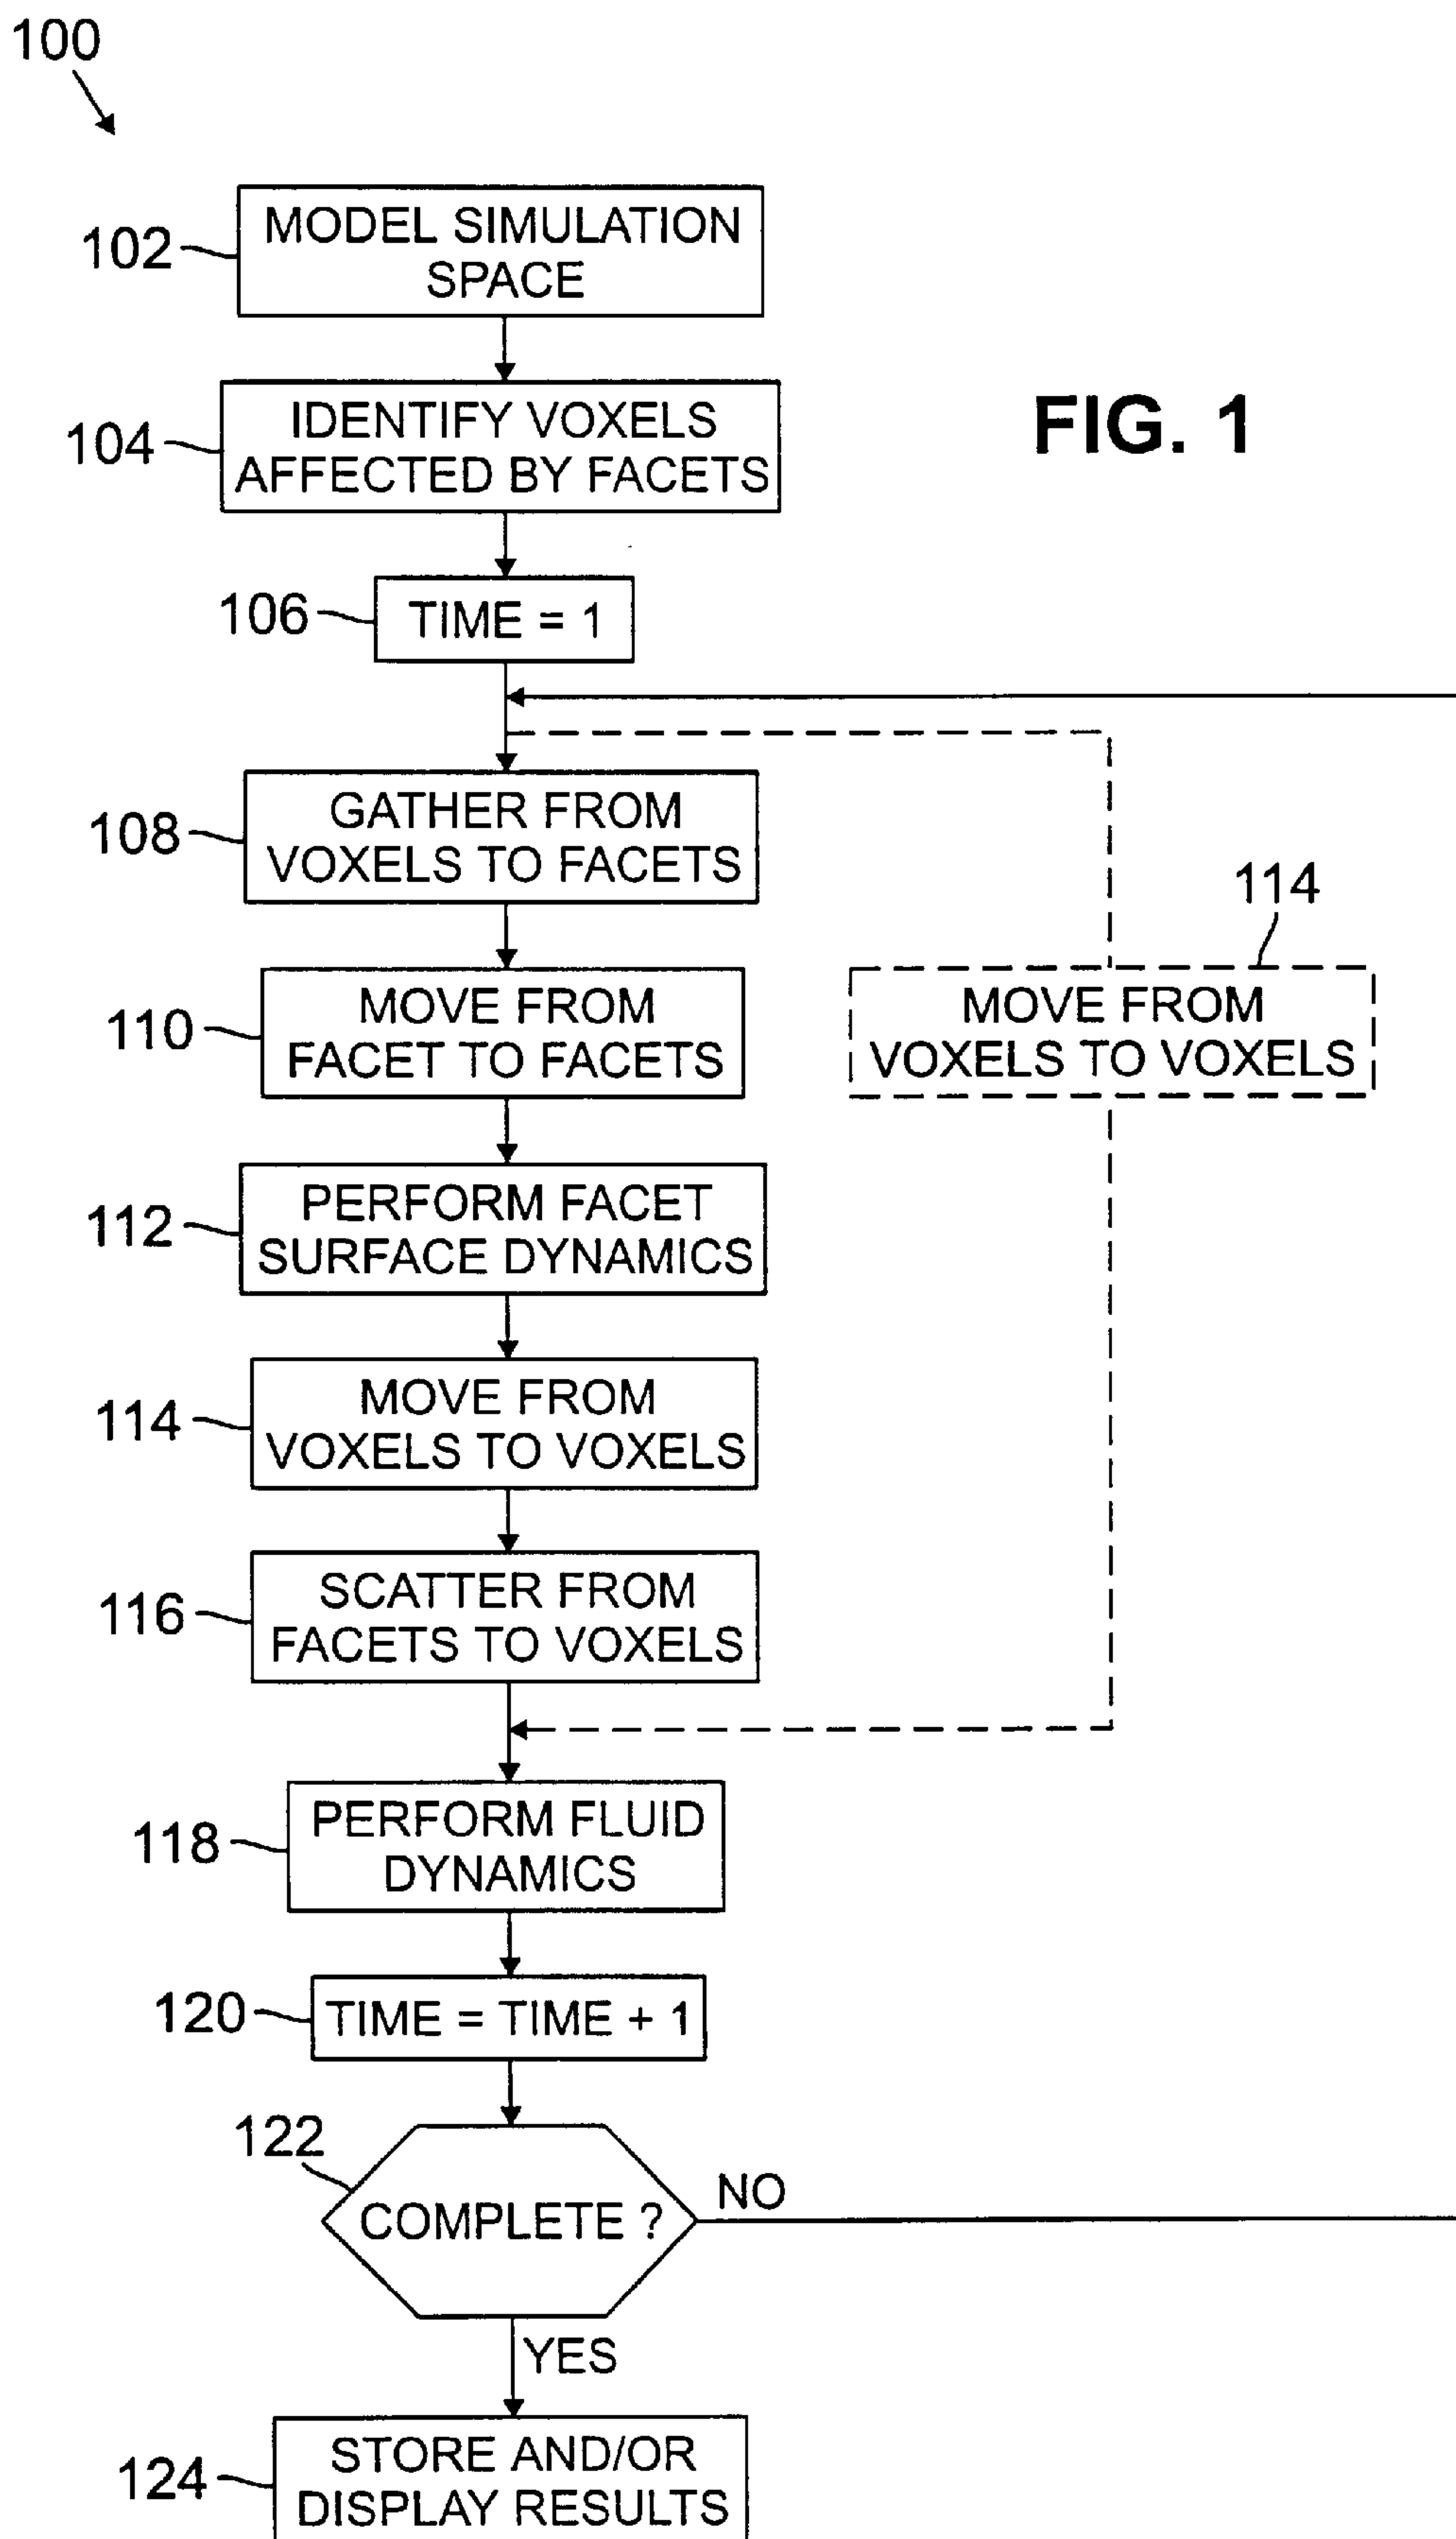 100
102
MODEL SIMULATION
SPACE
104
IDENTIFY VOXELS
AFFECTED BY FACETS
FIG. 1
106
TIME = 1
108
GATHER FROM
VOXELS TO FACETS
110
MOVE FROM
FACET TO FACETS
114
MOVE FROM
VOXELS TO VOXELS
112
PERFORM FACET
SURFACE DYNAMICS
114
MOVE FROM
VOXELS TO VOXELS
116
SCATTER FROM
FACETS TO VOXELS
118
PERFORM FLUID
DYNAMICS
120
TIME = TIME + 1
122
COMPLETE ?
NO
YES
124
STORE AND/OR
DISPLAY RESULTS